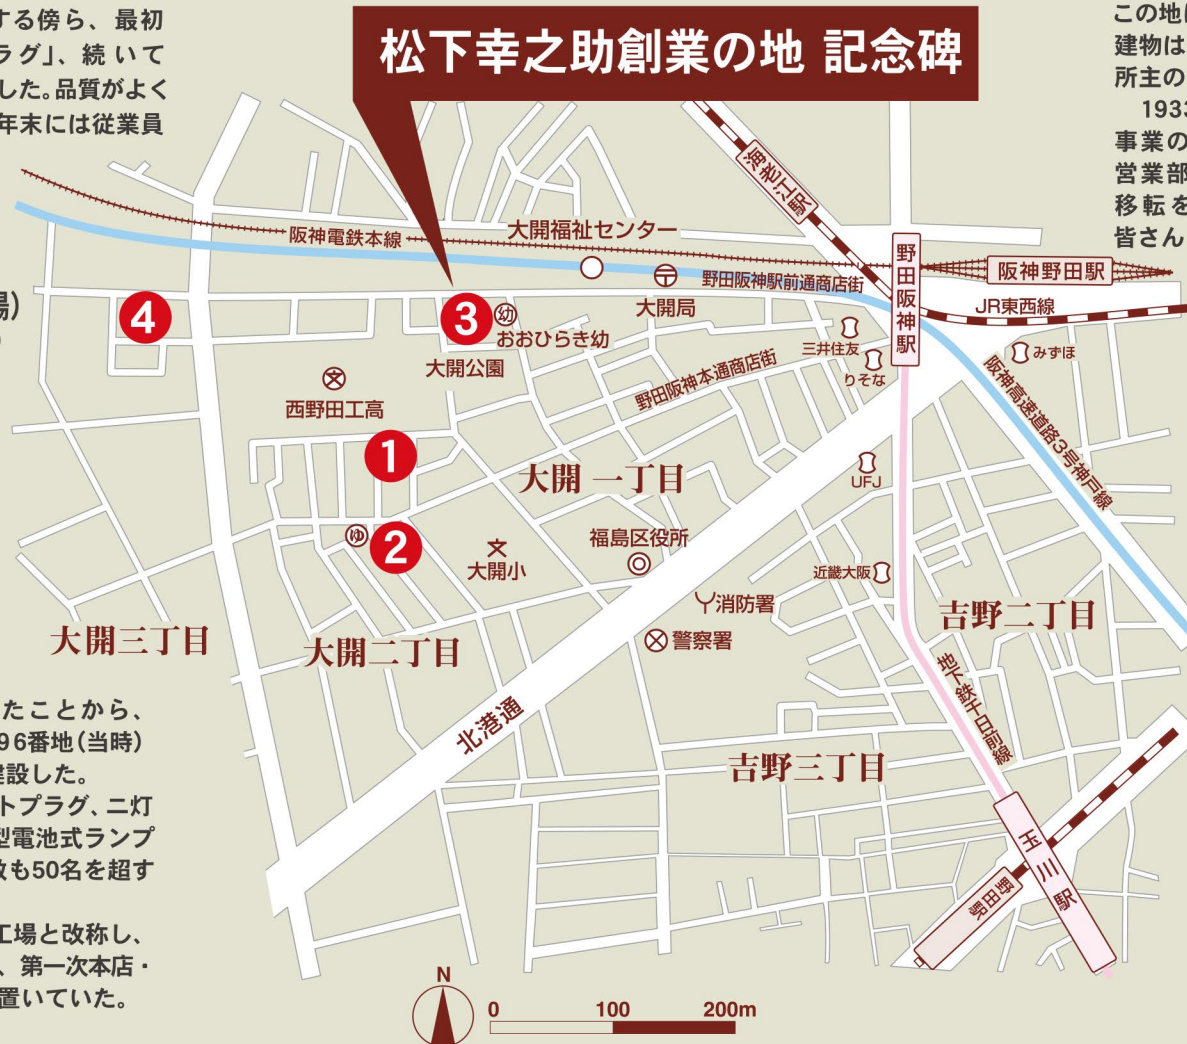 する傍ら、最初
ラグ」、続いて
した。品質がよく
年末には従業員
松下幸之助創業の地 記念碑
この地に
建物は
所主の
1933
事業の
営業部
移転を
皆さん
海老江駅
阪神電鉄本線
大開福祉センター
野田阪神駅
阪神野田駅
野田阪神駅前通商店街
大開局
JR東西線
場)
4
3
幼
おおひらき幼
大開公園
三井住友
りそな
みずほ
野田阪神本通商店街
阪神高速道路3号神戸線
西野田工高
1
大開 一丁目
UFJ
ゆ
2
大開小
福島区役所
近畿大阪
消防署
警察署
吉野二丁目
大開三丁目
大開二丁目
地下鉄千日前線
北港通
吉野三丁目
玉川駅
野田駅
たことから、
96番地(当時)
建設した。
ットプラグ、二灯
型電池式ランプ
数も50名を超す
工場と改称し、
、第一次本店・
置いていた。
N
0 100 200m